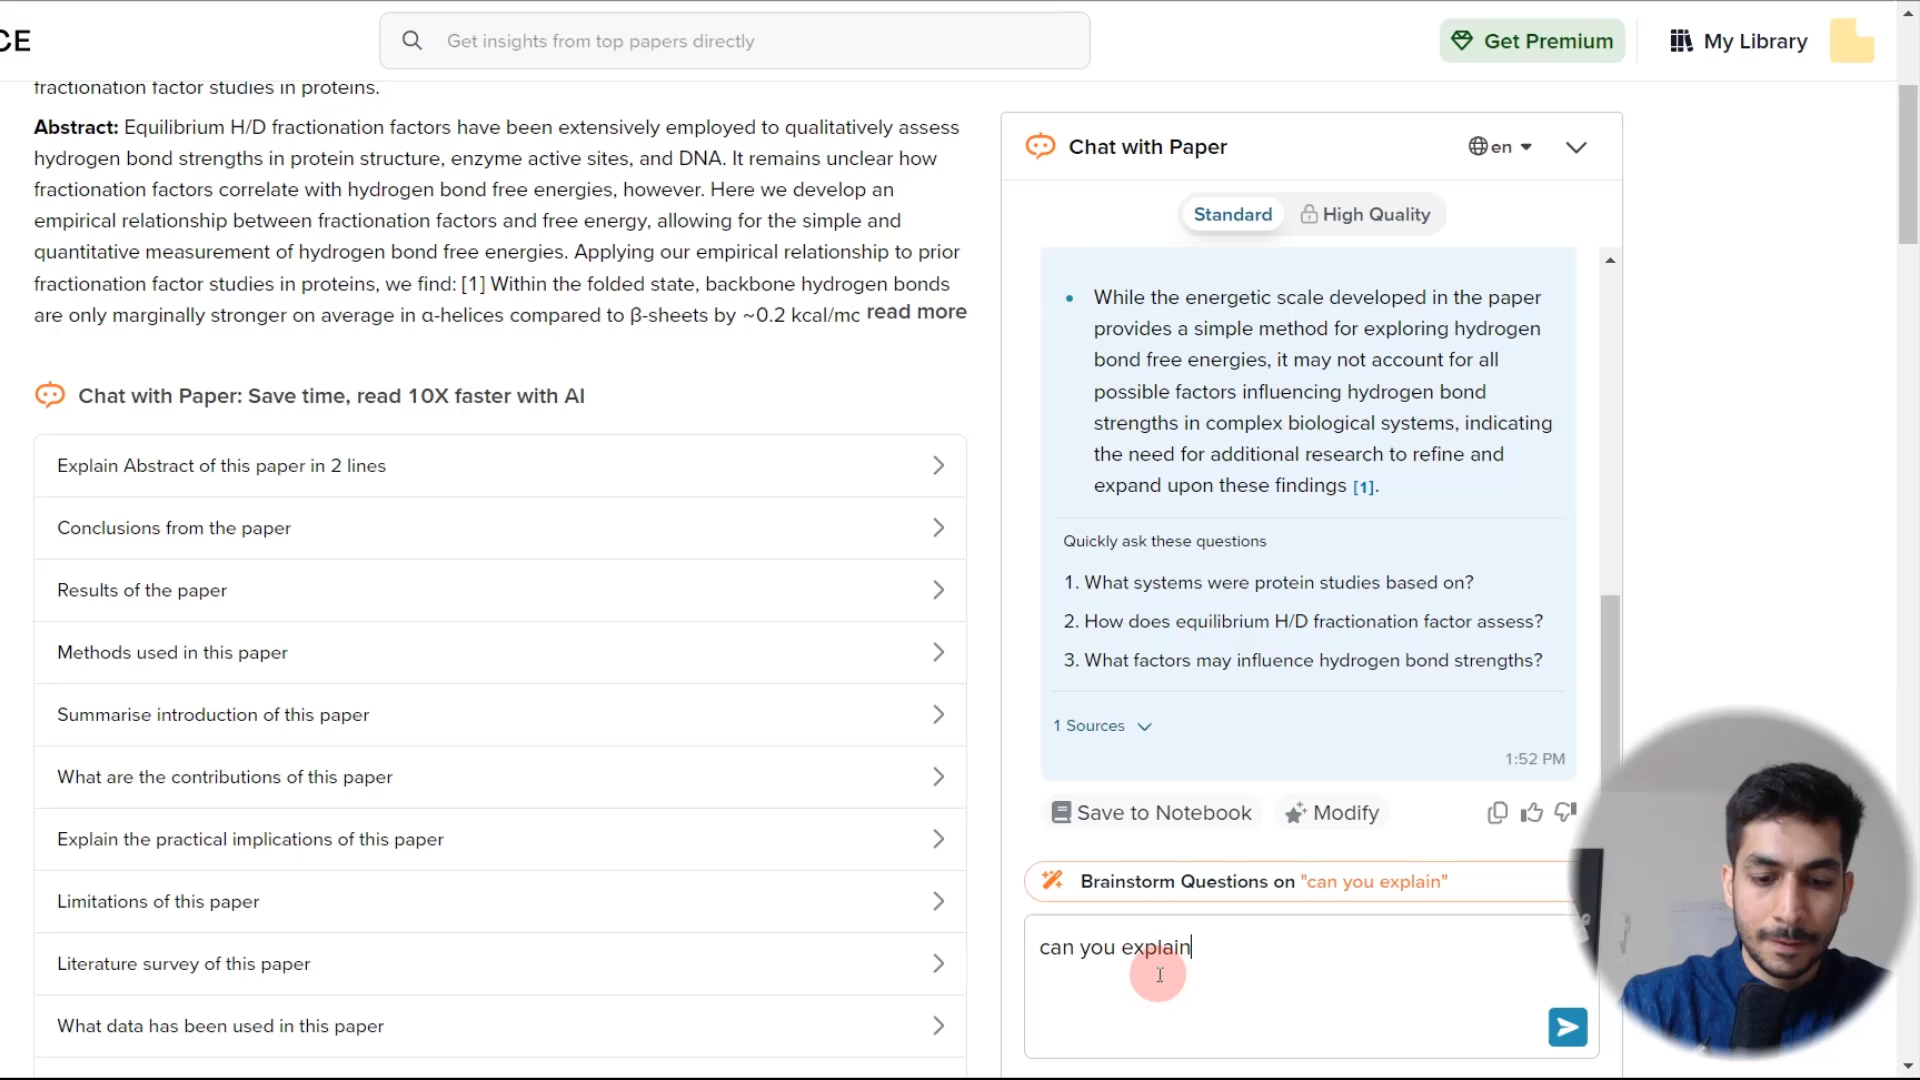 CE
Get insights from top papers directly
Get Premium
My Library
fractionation factor studies in proteins.
Abstract: Equilibrium H/D fractionation factors have been extensively employed to qualitatively assess
hydrogen bond strengths in protein structure, enzyme active sites, and DNA. It remains unclear how
fractionation factors correlate with hydrogen bond free energies, however. Here we develop an
empirical relationship between fractionation factors and free energy, allowing for the simple and
quantitative measurement of hydrogen bond free energies. Applying our empirical relationship to prior
fractionation factor studies in proteins, we find: [1] Within the folded state, backbone hydrogen bonds
are only marginally stronger on average in α-helices compared to β-sheets by ~0.2 kcal/mc read more
Chat with Paper: Save time, read 10X faster with AI
Explain Abstract of this paper in 2 lines
Conclusions from the paper
Results of the paper
Methods used in this paper
Summarise introduction of this paper
What are the contributions of this paper
Explain the practical implications of this paper
Limitations of this paper
Literature survey of this paper
What data has been used in this paper
Chat with Paper
en
Standard
High Quality
• While the energetic scale developed in the paper
provides a simple method for exploring hydrogen
bond free energies, it may not account for all
possible factors influencing hydrogen bond
strengths in complex biological systems, indicating
the need for additional research to refine and
expand upon these findings [1].
Quickly ask these questions
1. What systems were protein studies based on?
2. How does equilibrium H/D fractionation factor assess?
3. What factors may influence hydrogen bond strengths?
1 Sources
1:52 PM
Save to Notebook
Modify
Brainstorm Questions on "can you explain"
can you explain